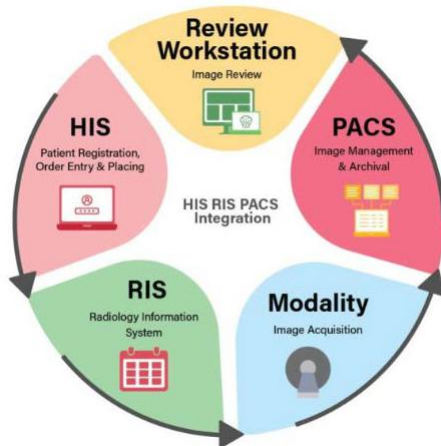 Review
Workstation
Image Review
HIS
Patient Registration,
Order Entry & Placing
PACS
Image Management
& Archival
HIS RIS PACS
Integration
RIS
Radiology Information
System
Modality
Image Acquisition